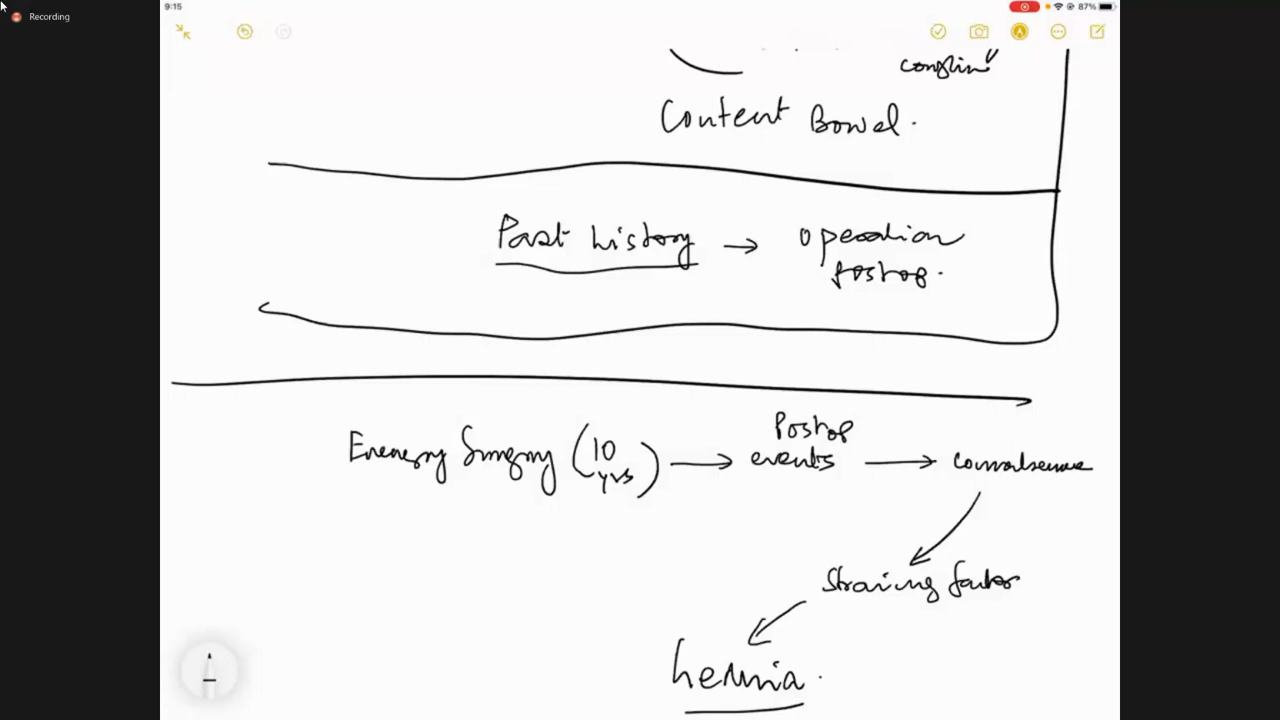 9:15
87%
Recording
Content Bowel.
Past history → operation
postop.
Emergency Surgery (10 yrs) → Postop events → convalescence
Straining factor
hernia.